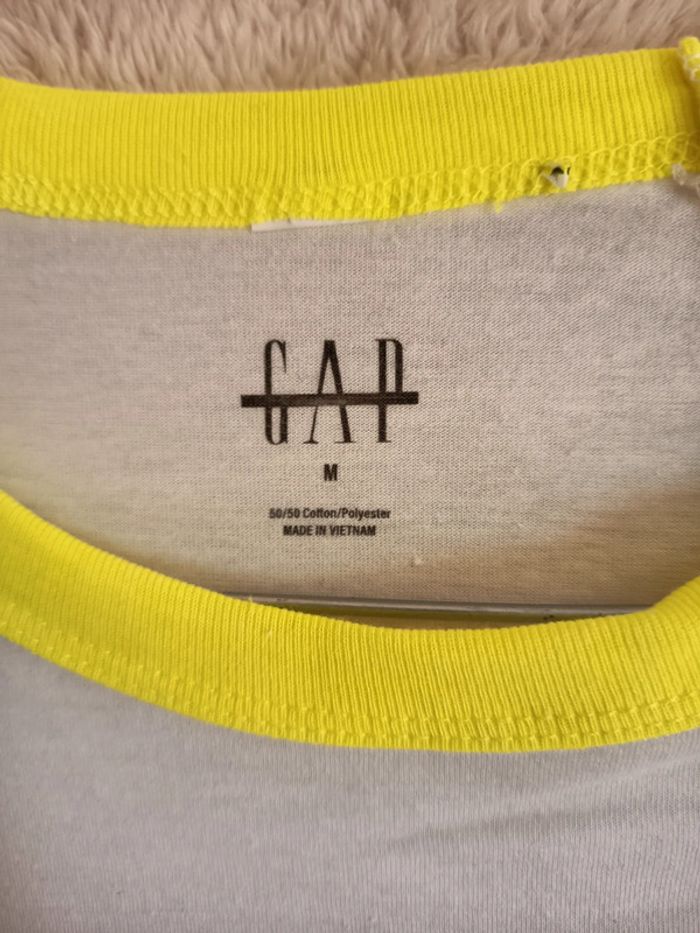 GAP
M
50/50 Cotton/Polyester
MADE IN VIETNAM